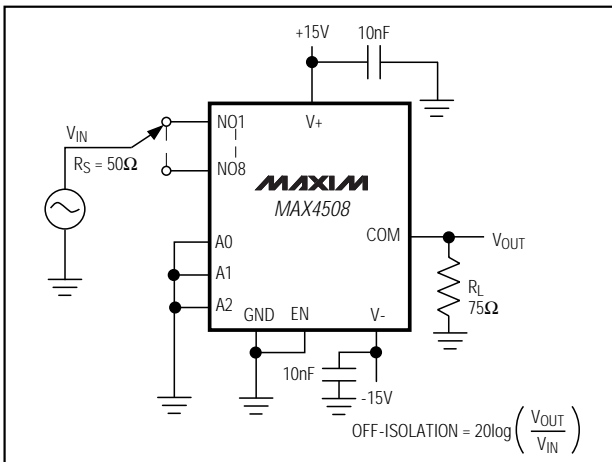 +15V
10nF
V+
NO1
NO8
V_IN
R_S = 50Ω
MAXIM
MAX4508
COM
V_OUT
A0
A1
A2
R_L
75Ω
GND
EN
V-
10nF
-15V
OFF-ISOLATION = 20log ( V_OUT / V_IN )